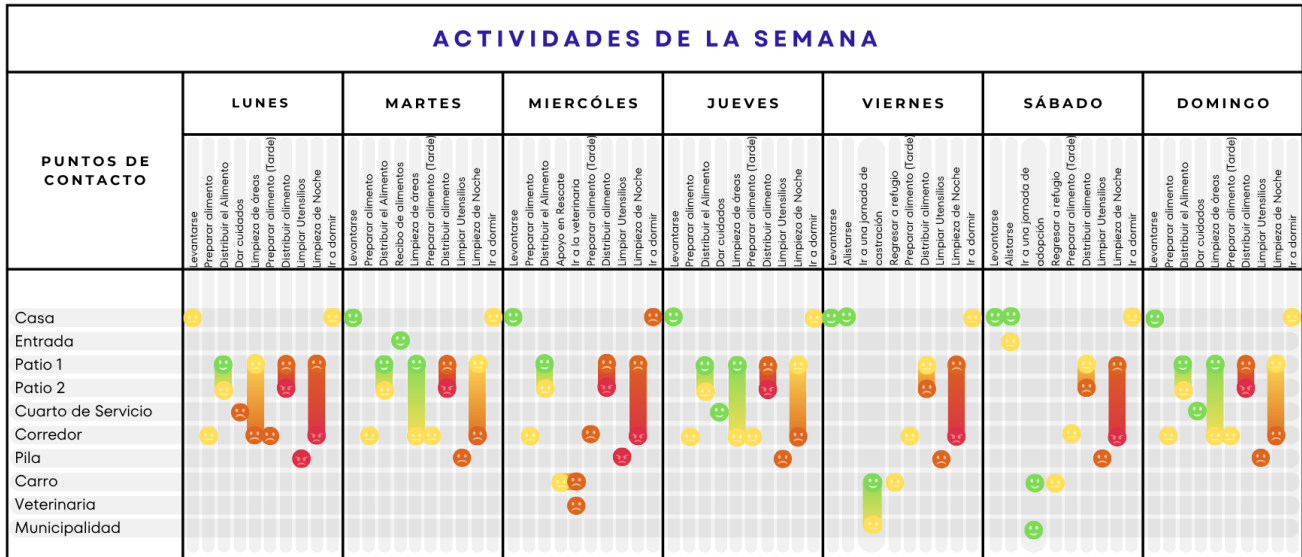 ACTIVIDADES DE LA SEMANA
PUNTOS DE
CONTACTO
LUNES
MARTES
MIERCÓLES
JUEVES
VIERNES
SÁBADO
DOMINGO
Levantarse
Preparar alimento
Distribuir el Alimento
Dar cuidados
Limpieza de áreas
Preparar alimento (Tarde)
Distribuir alimento
Limpiar Utensilios
Limpieza de Noche
Ir a dormir
Levantarse
Preparar alimento
Distribuir el Alimento
Recibo de alimentos
Limpieza de áreas
Preparar alimento (Tarde)
Distribuir alimento
Limpiar Utensilios
Limpieza de Noche
Ir a dormir
Levantarse
Preparar alimento
Distribuir el Alimento
Apoyo en Rescate
Ir a la veterinaria
Preparar alimento (Tarde)
Distribuir alimento
Limpiar Utensilios
Limpieza de Noche
Ir a dormir
Levantarse
Preparar alimento
Distribuir el Alimento
Dar cuidados
Limpieza de áreas
Preparar alimento (Tarde)
Distribuir alimento
Limpiar Utensilios
Limpieza de Noche
Ir a dormir
Levantarse
Alistarse
Ir a una jornada de
castración
Regresar a refugio
Preparar alimento (Tarde)
Distribuir alimento
Limpiar Utensilios
Limpieza de Noche
Ir a dormir
Levantarse
Alistarse
Ir a una jornada de
adopción
Regresar a refugio
Preparar alimento (Tarde)
Distribuir alimento
Limpiar Utensilios
Limpieza de Noche
Ir a dormir
Levantarse
Preparar alimento
Distribuir el Alimento
Dar cuidados
Limpieza de áreas
Preparar alimento (Tarde)
Distribuir alimento
Limpiar Utensilios
Limpieza de Noche
Ir a dormir
Casa
Entrada
Patio 1
Patio 2
Cuarto de Servicio
Corredor
Pila
Carro
Veterinaria
Municipalidad